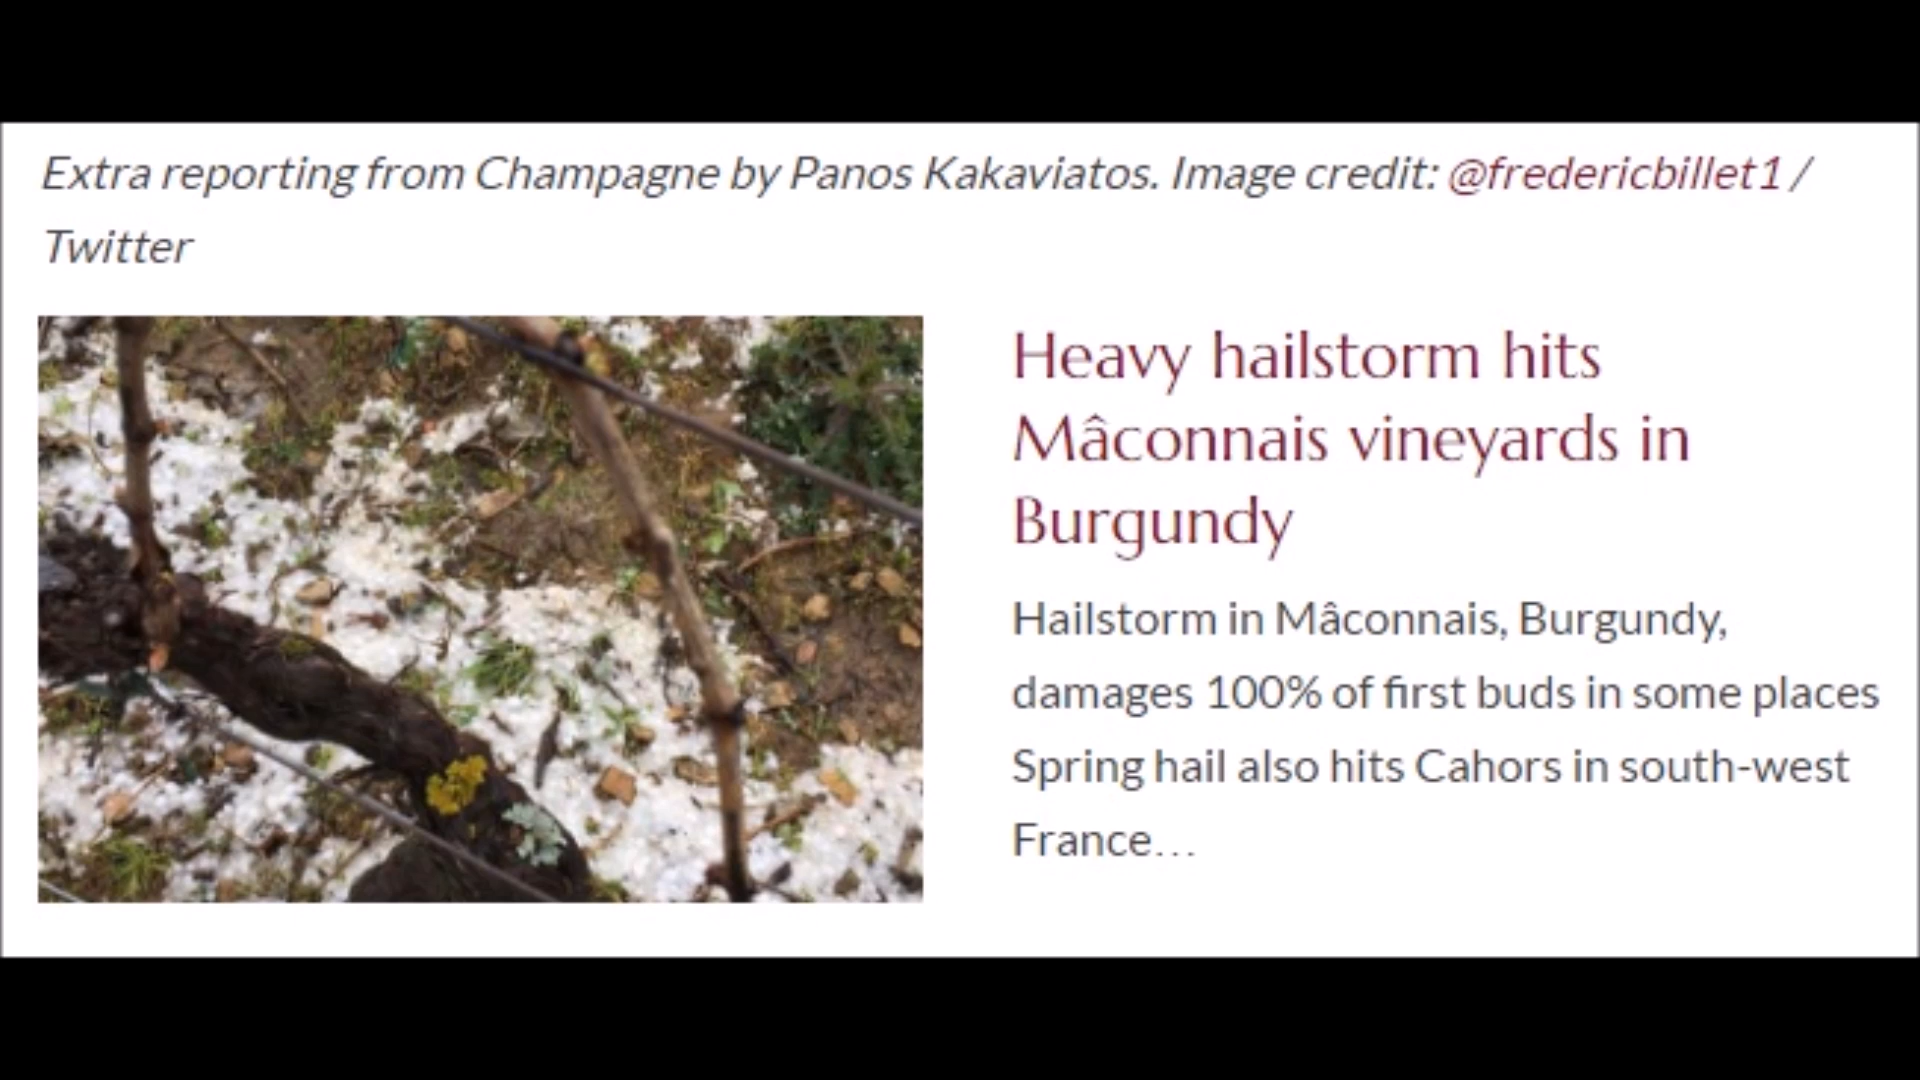 Extra reporting from Champagne by Panos Kakaviatos. Image credit: @fredericbillet1 /
Twitter
Heavy hailstorm hits
Mâconnais vineyards in
Burgundy
Hailstorm in Mâconnais, Burgundy,
damages 100% of first buds in some places
Spring hail also hits Cahors in south-west
France…